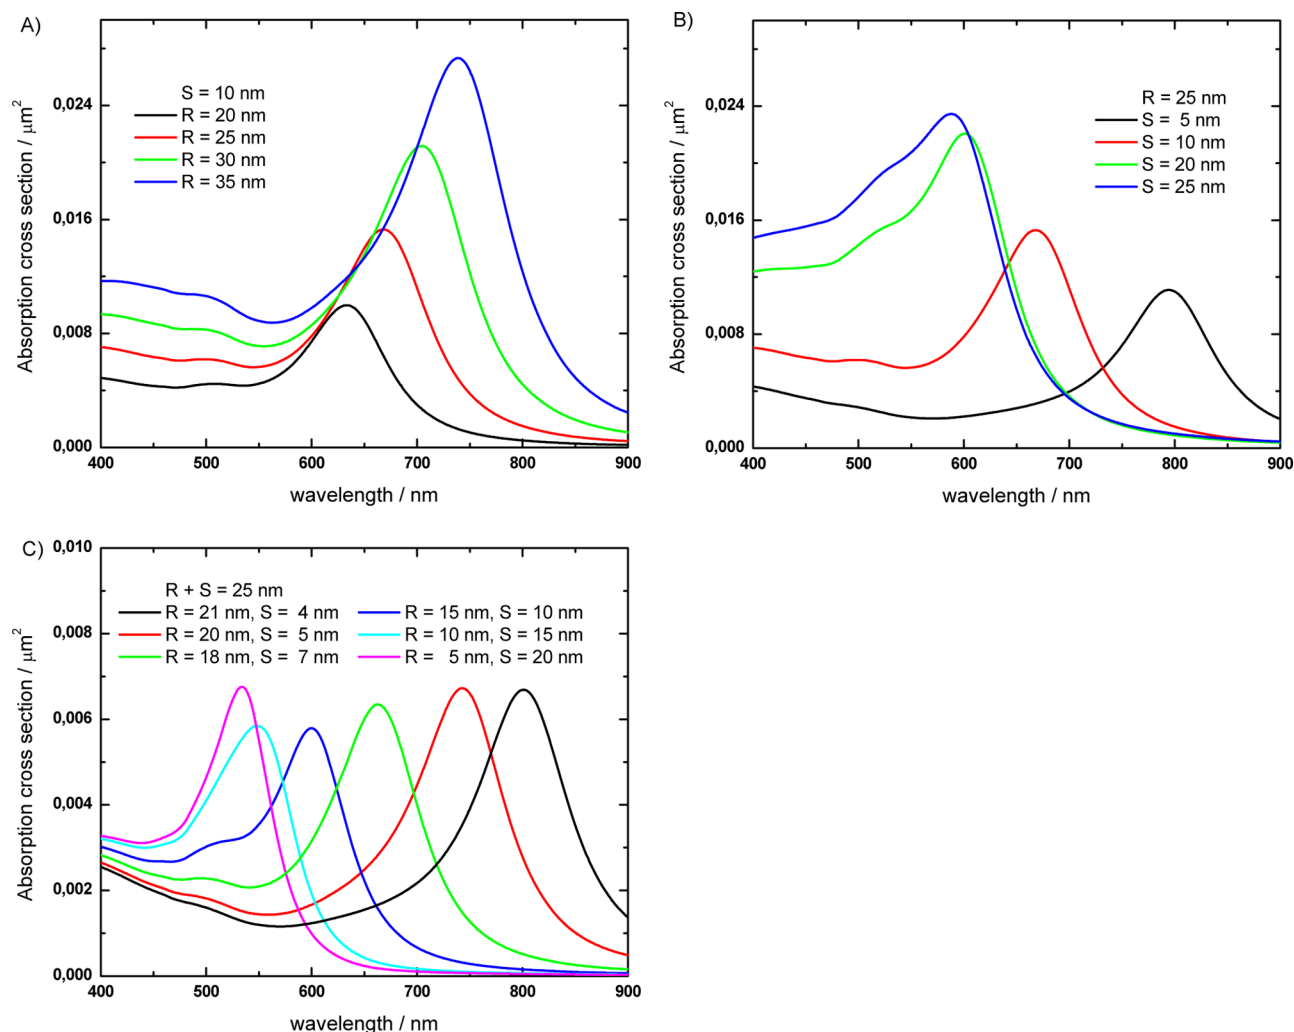 A)
0,024
0,016
0,008
0,000
Absorption cross section / μm²
S = 10 nm
R = 20 nm
R = 25 nm
R = 30 nm
R = 35 nm
400 500 600 700 800 900
wavelength / nm
B)
0,024
0,016
0,008
0,000
Absorption cross section / μm²
R = 25 nm
S = 5 nm
S = 10 nm
S = 20 nm
S = 25 nm
400 500 600 700 800 900
wavelength / nm
C)
0,010
0,008
0,006
0,004
0,002
0,000
Absorption cross section / μm²
R + S = 25 nm
R = 21 nm, S = 4 nm R = 15 nm, S = 10 nm
R = 20 nm, S = 5 nm R = 10 nm, S = 15 nm
R = 18 nm, S = 7 nm R = 5 nm, S = 20 nm
400 500 600 700 800 900
wavelength / nm